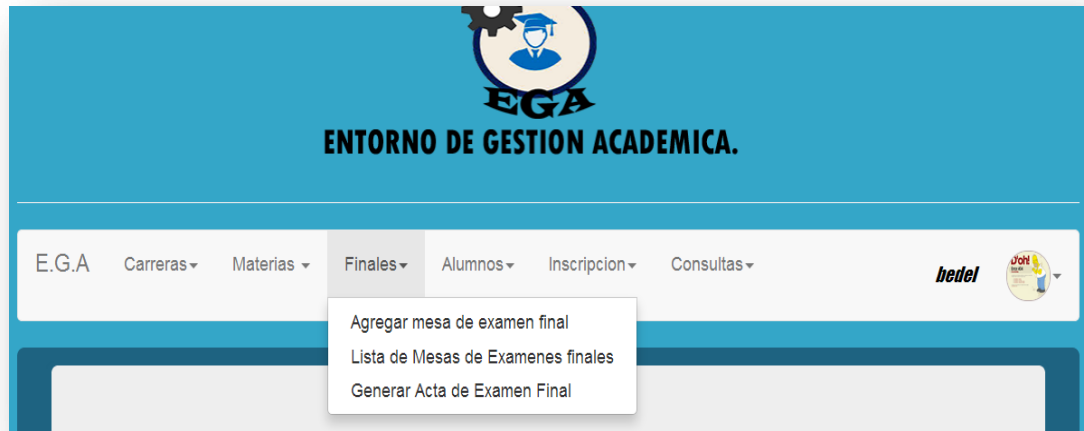 EGA
ENTORNO DE GESTION ACADEMICA.
E.G.A Carreras Materias Finales Alumnos Inscripcion Consultas bedel
D'oh!
Agregar mesa de examen final
Lista de Mesas de Examenes finales
Generar Acta de Examen Final